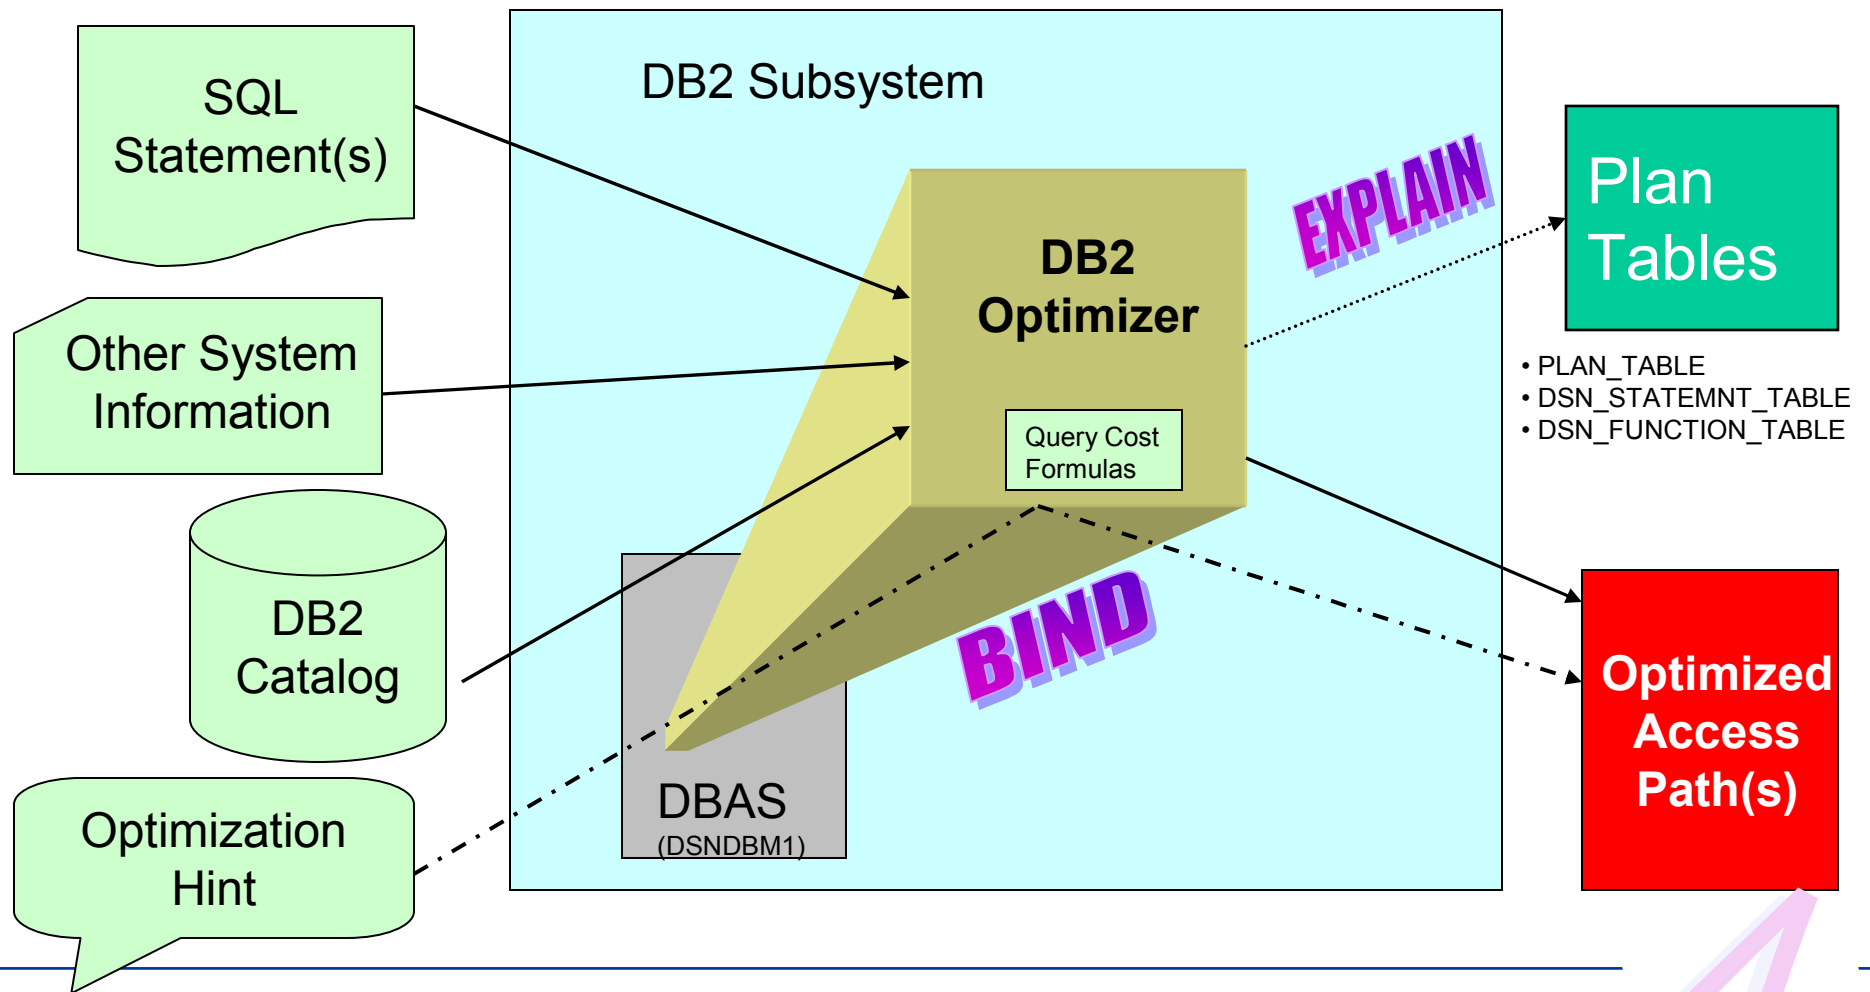 DB2 Subsystem
SQL
Statement(s)
Other System
Information
DB2
Catalog
Optimization
Hint
DB2
Optimizer
Query Cost
Formulas
EXPLAIN
BIND
DBAS
(DSNDBM1)
Plan
Tables
• PLAN_TABLE
• DSN_STATEMNT_TABLE
• DSN_FUNCTION_TABLE
Optimized
Access
Path(s)